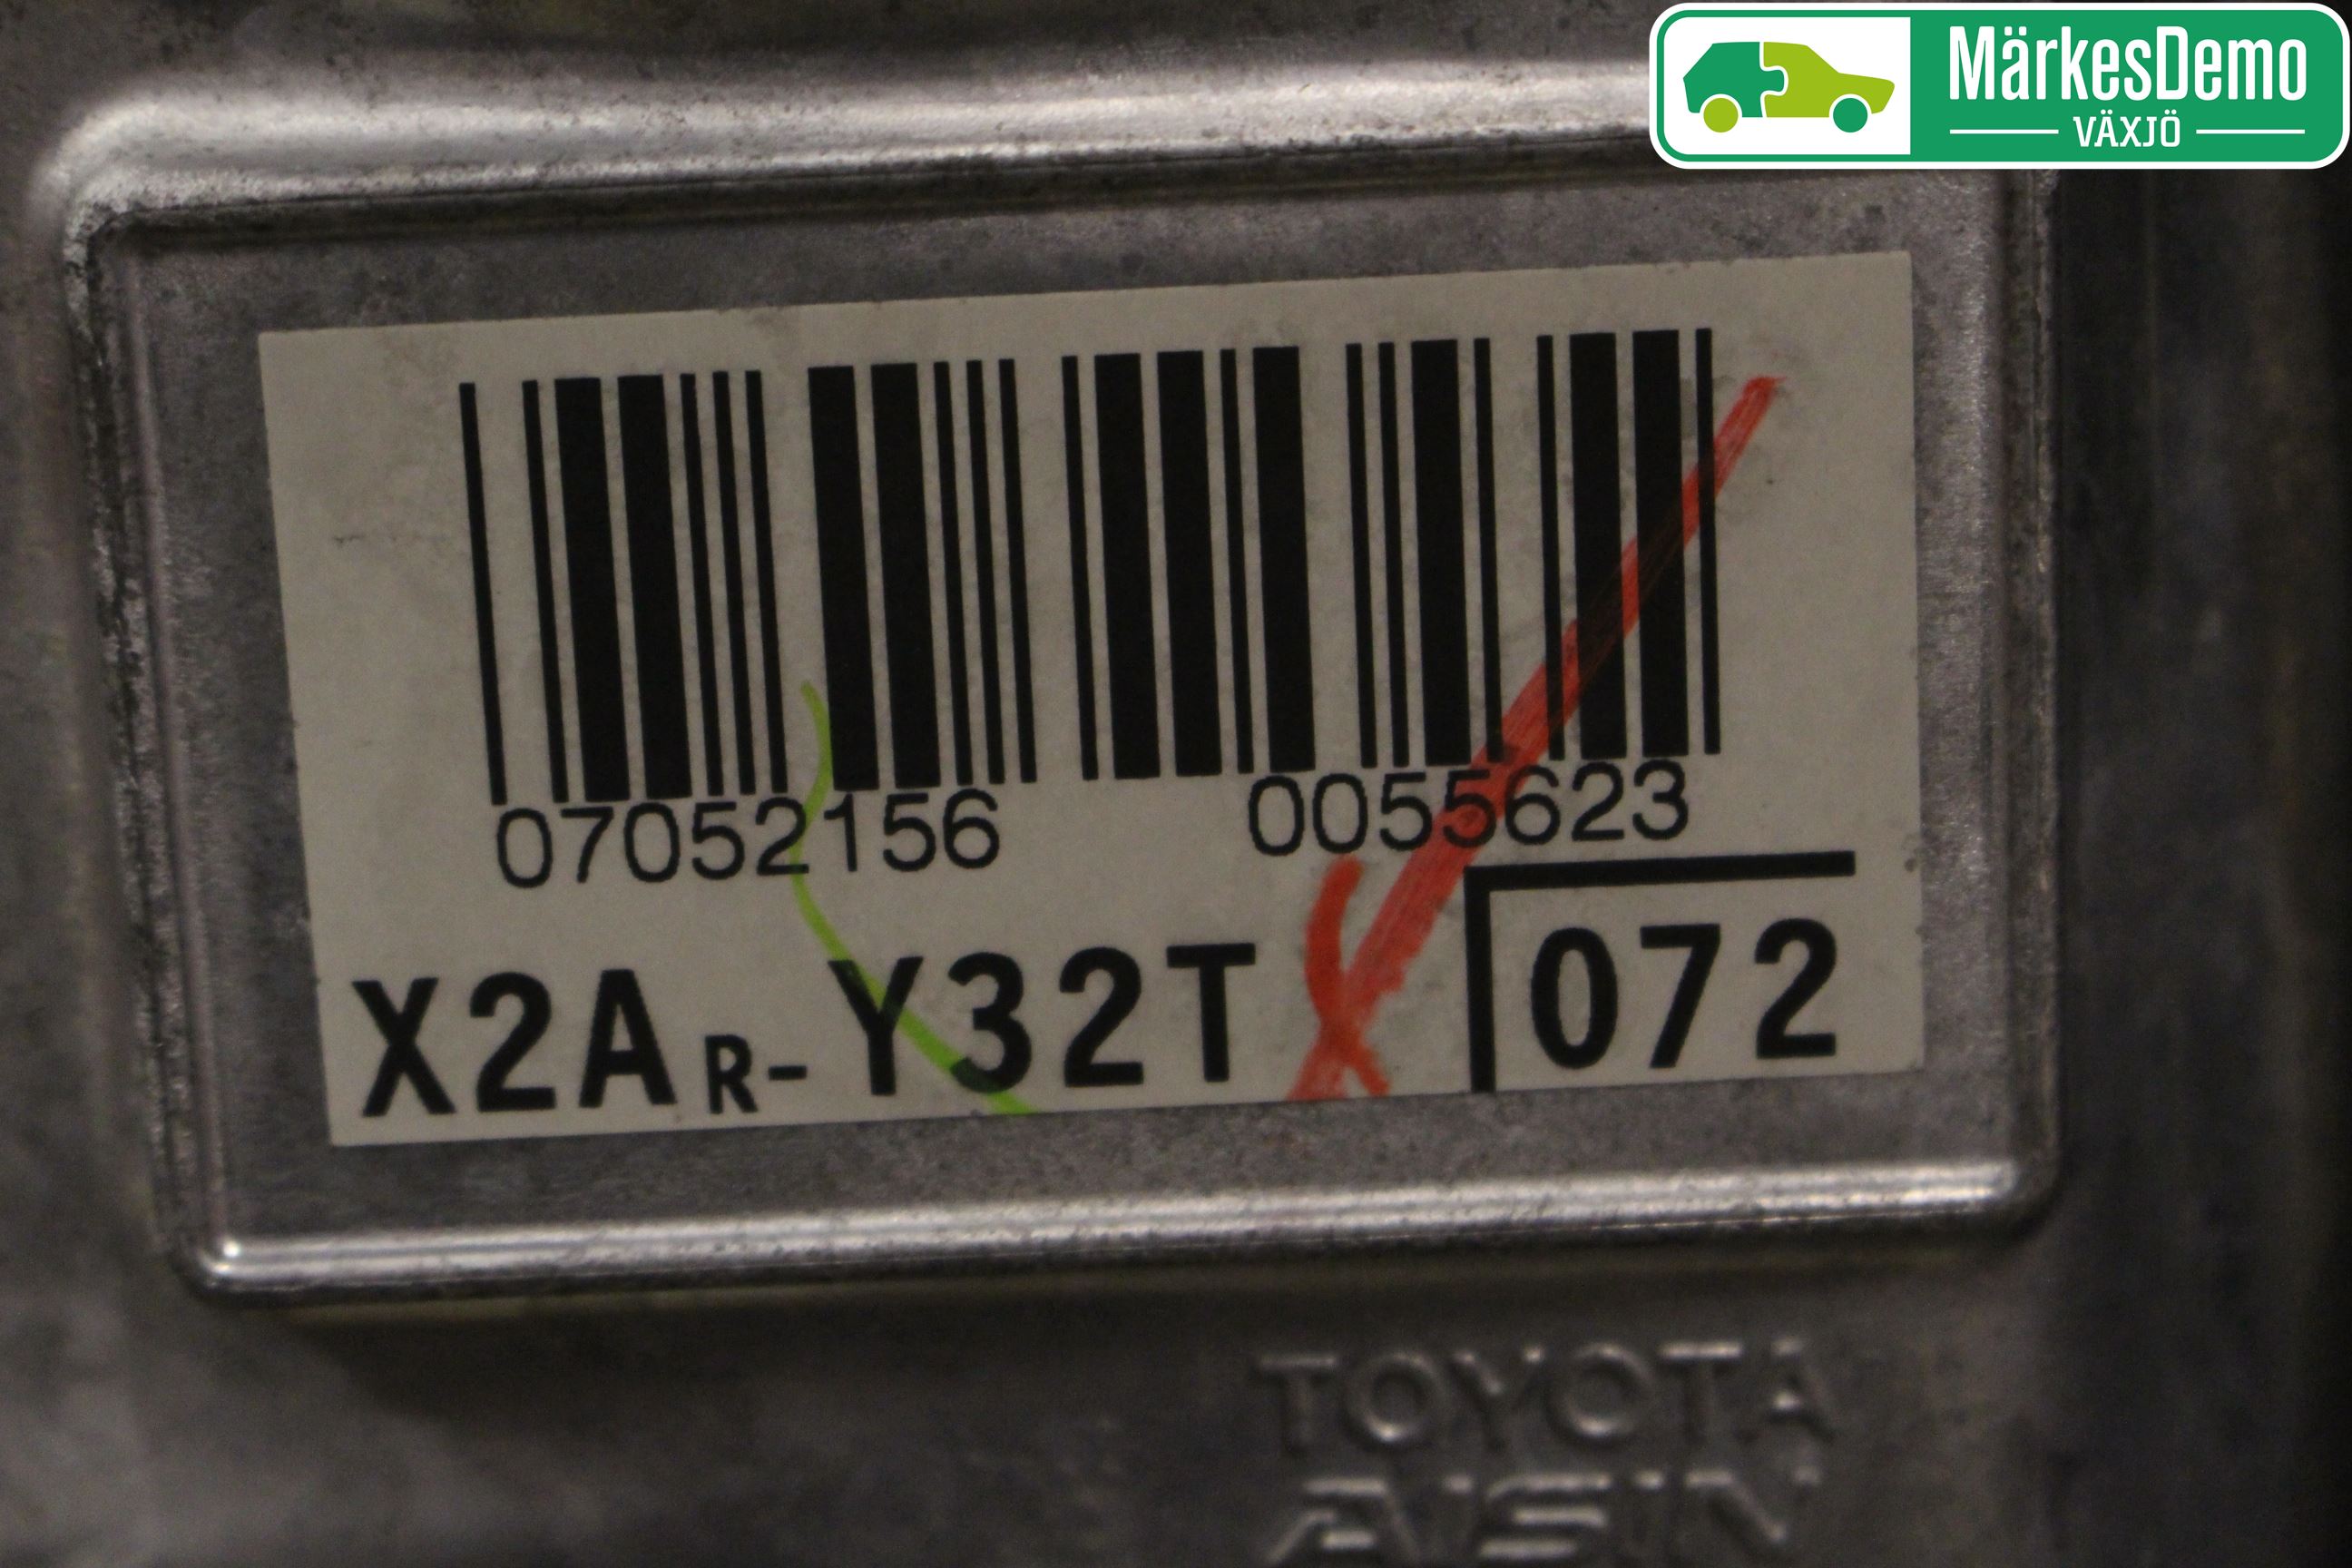 MärkesDemo
VÄXJÖ
07052156 0055623
X2AR-Y32T 072
TOYOTA
AISIN